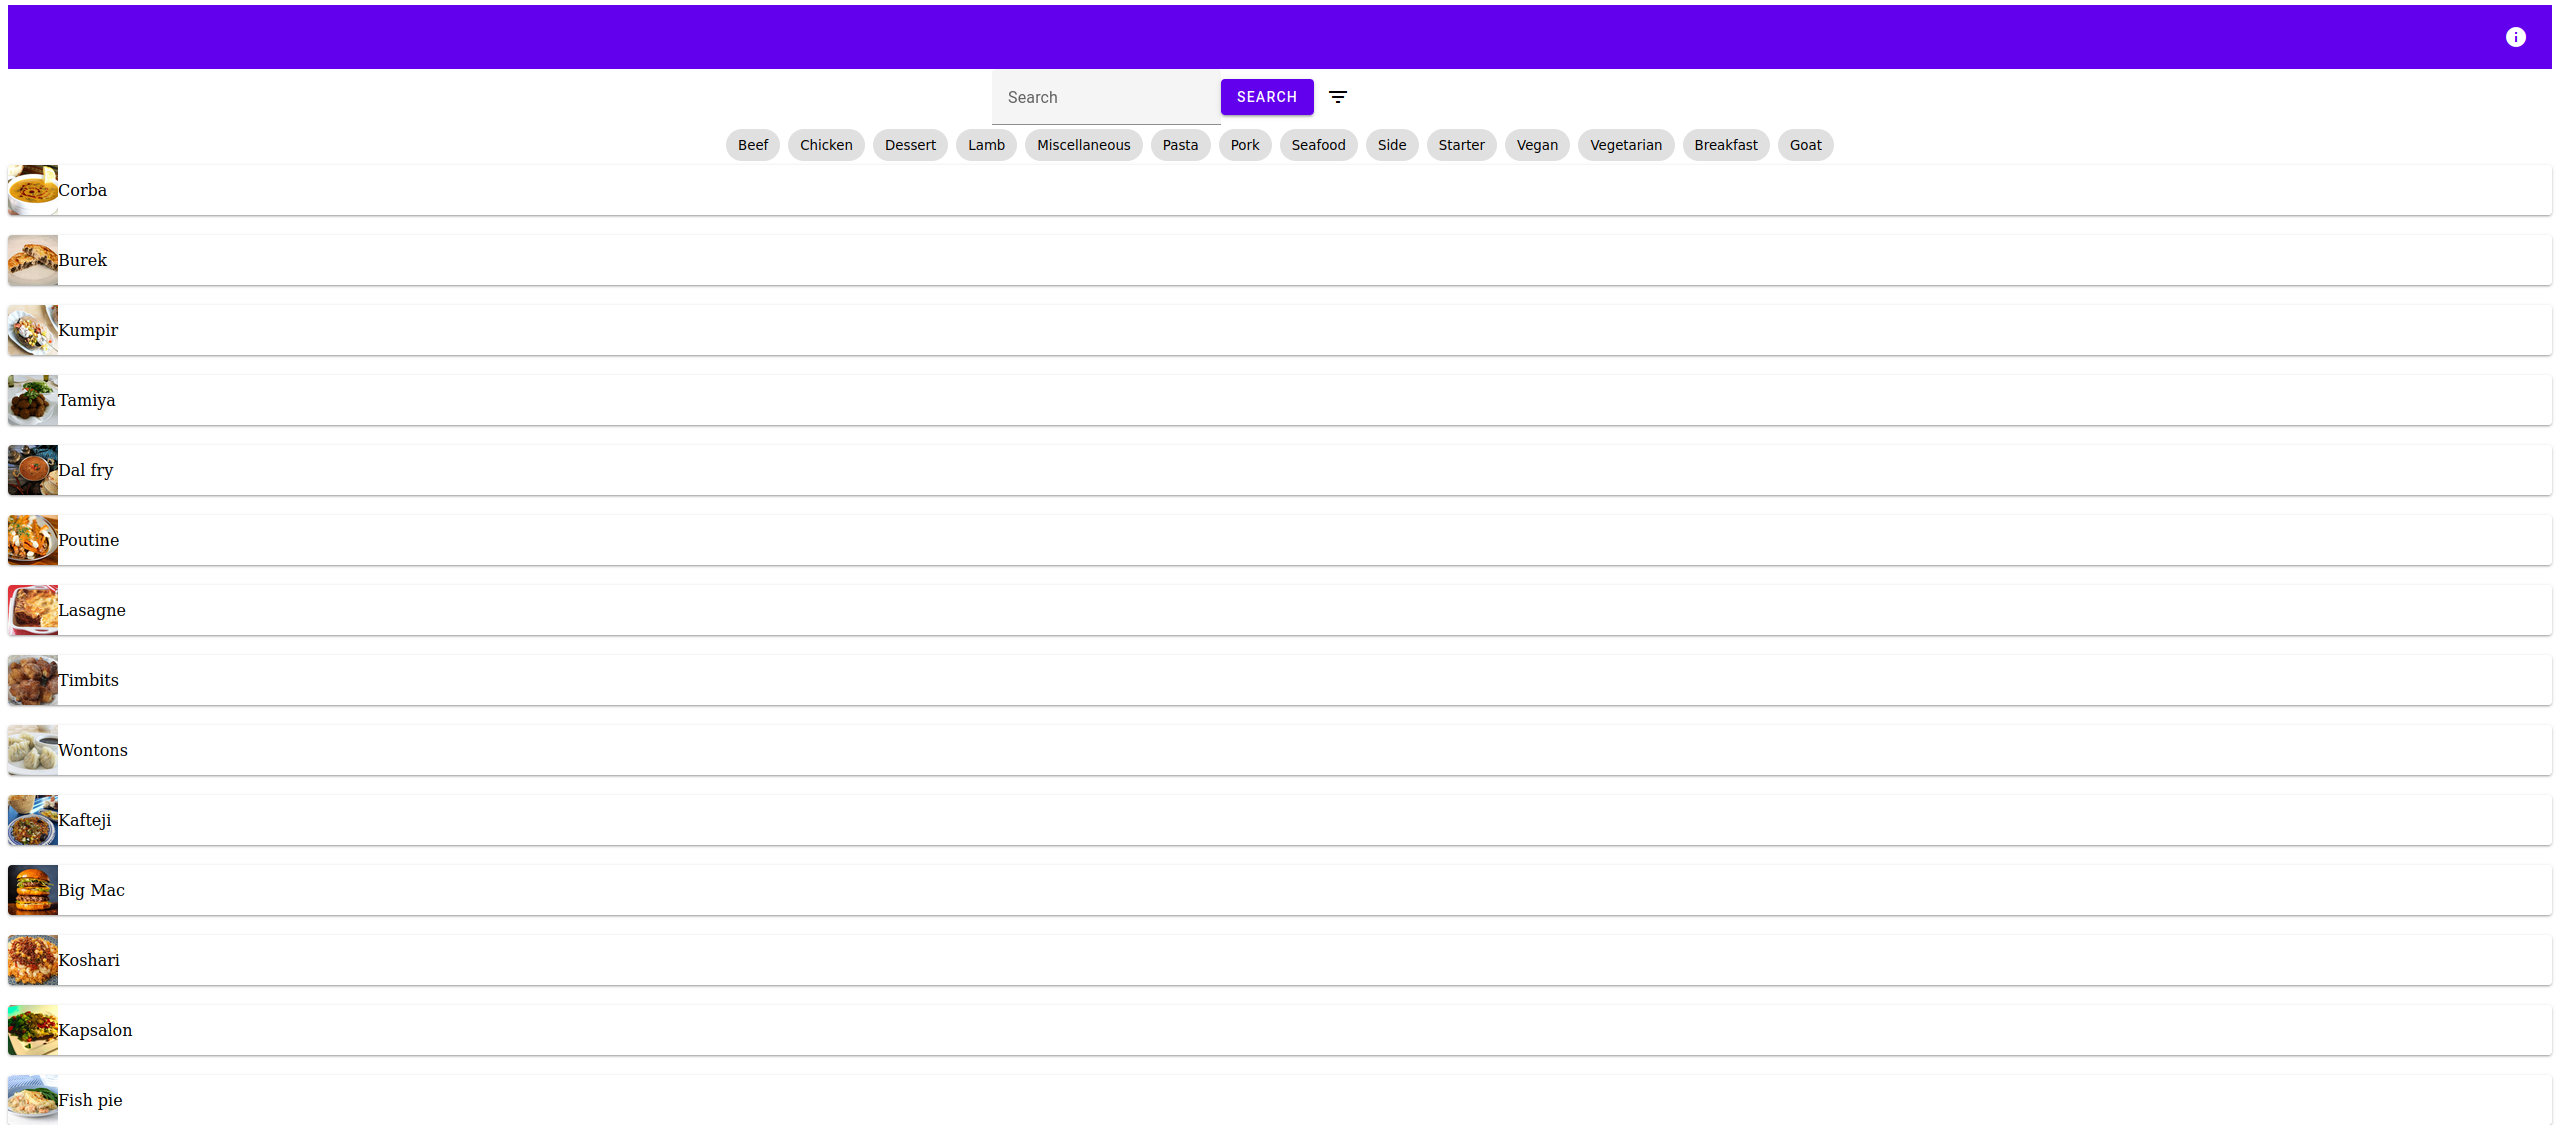 Search SEARCH
Beef Chicken Dessert Lamb Miscellaneous Pasta Pork Seafood Side Starter Vegan Vegetarian Breakfast Goat
Corba
Burek
Kumpir
Tamiya
Dal fry
Poutine
Lasagne
Timbits
Wontons
Kafteji
Big Mac
Koshari
Kapsalon
Fish pie